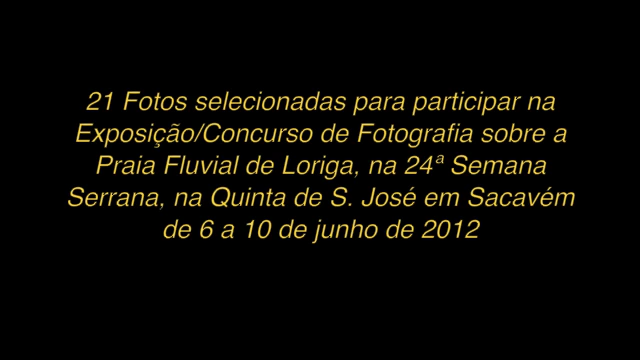 21 Fotos selecionadas para participar na
Exposição/Concurso de Fotografia sobre a
Praia Fluvial de Loriga, na 24ª Semana
Serrana, na Quinta de S. José em Sacavém
de 6 a 10 de junho de 2012